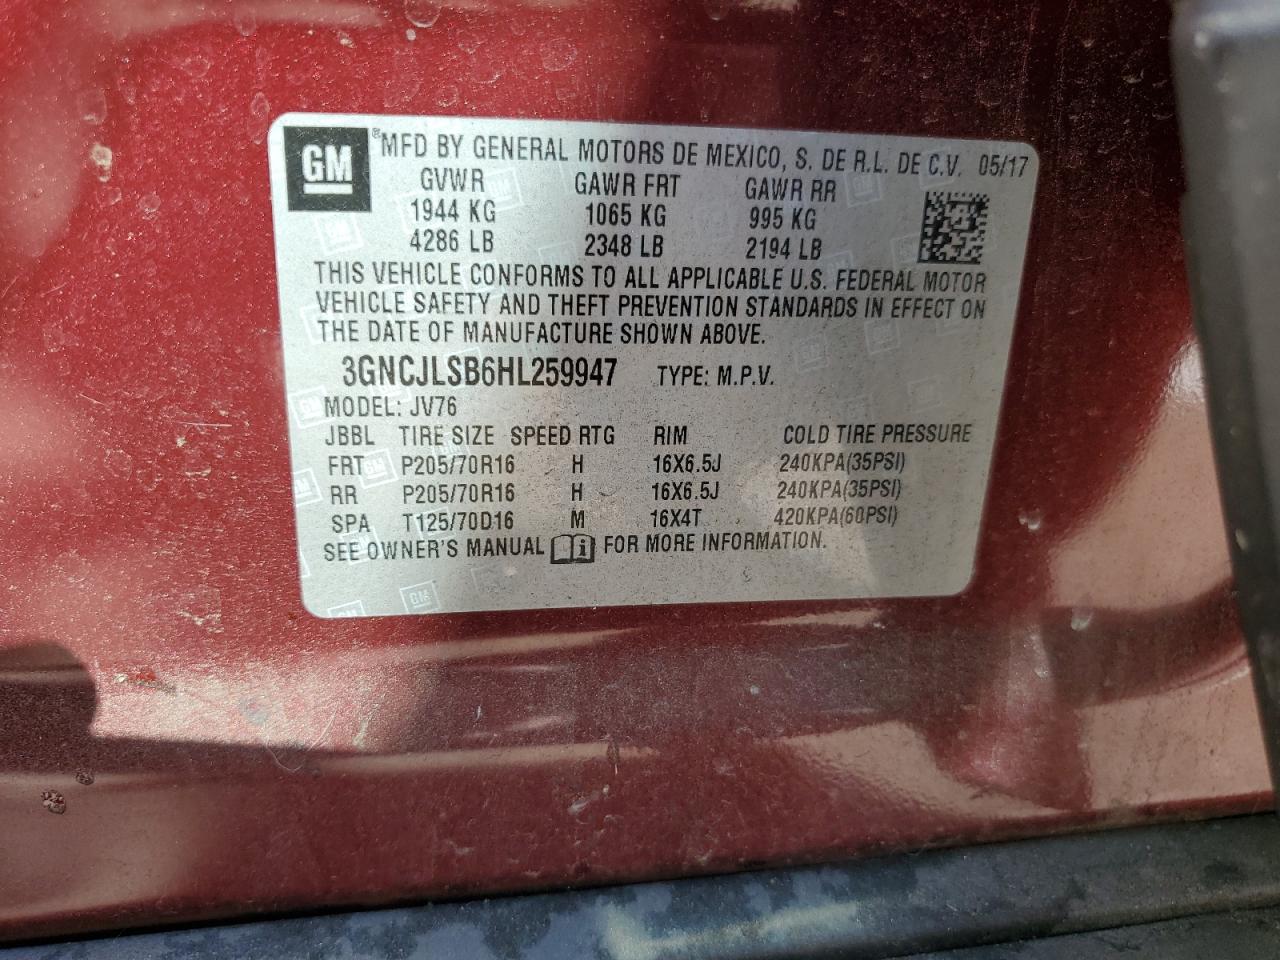 GM ® MFD BY GENERAL MOTORS DE MEXICO, S. DE R.L. DE C.V. 05/17
GVWR GAWR FRT GAWR RR
1944 KG 1065 KG 995 KG
4286 LB 2348 LB 2194 LB
THIS VEHICLE CONFORMS TO ALL APPLICABLE U.S. FEDERAL MOTOR
VEHICLE SAFETY AND THEFT PREVENTION STANDARDS IN EFFECT ON
THE DATE OF MANUFACTURE SHOWN ABOVE.
3GNCJLSB6HL259947 TYPE: M.P.V.
MODEL: JV76
JBBL TIRE SIZE SPEED RTG RIM COLD TIRE PRESSURE
FRT P205/70R16 H 16X6.5J 240KPA(35PSI)
RR P205/70R16 H 16X6.5J 240KPA(35PSI)
SPA T125/70D16 M 16X4T 420KPA(60PSI)
SEE OWNER'S MANUAL i FOR MORE INFORMATION.
GM